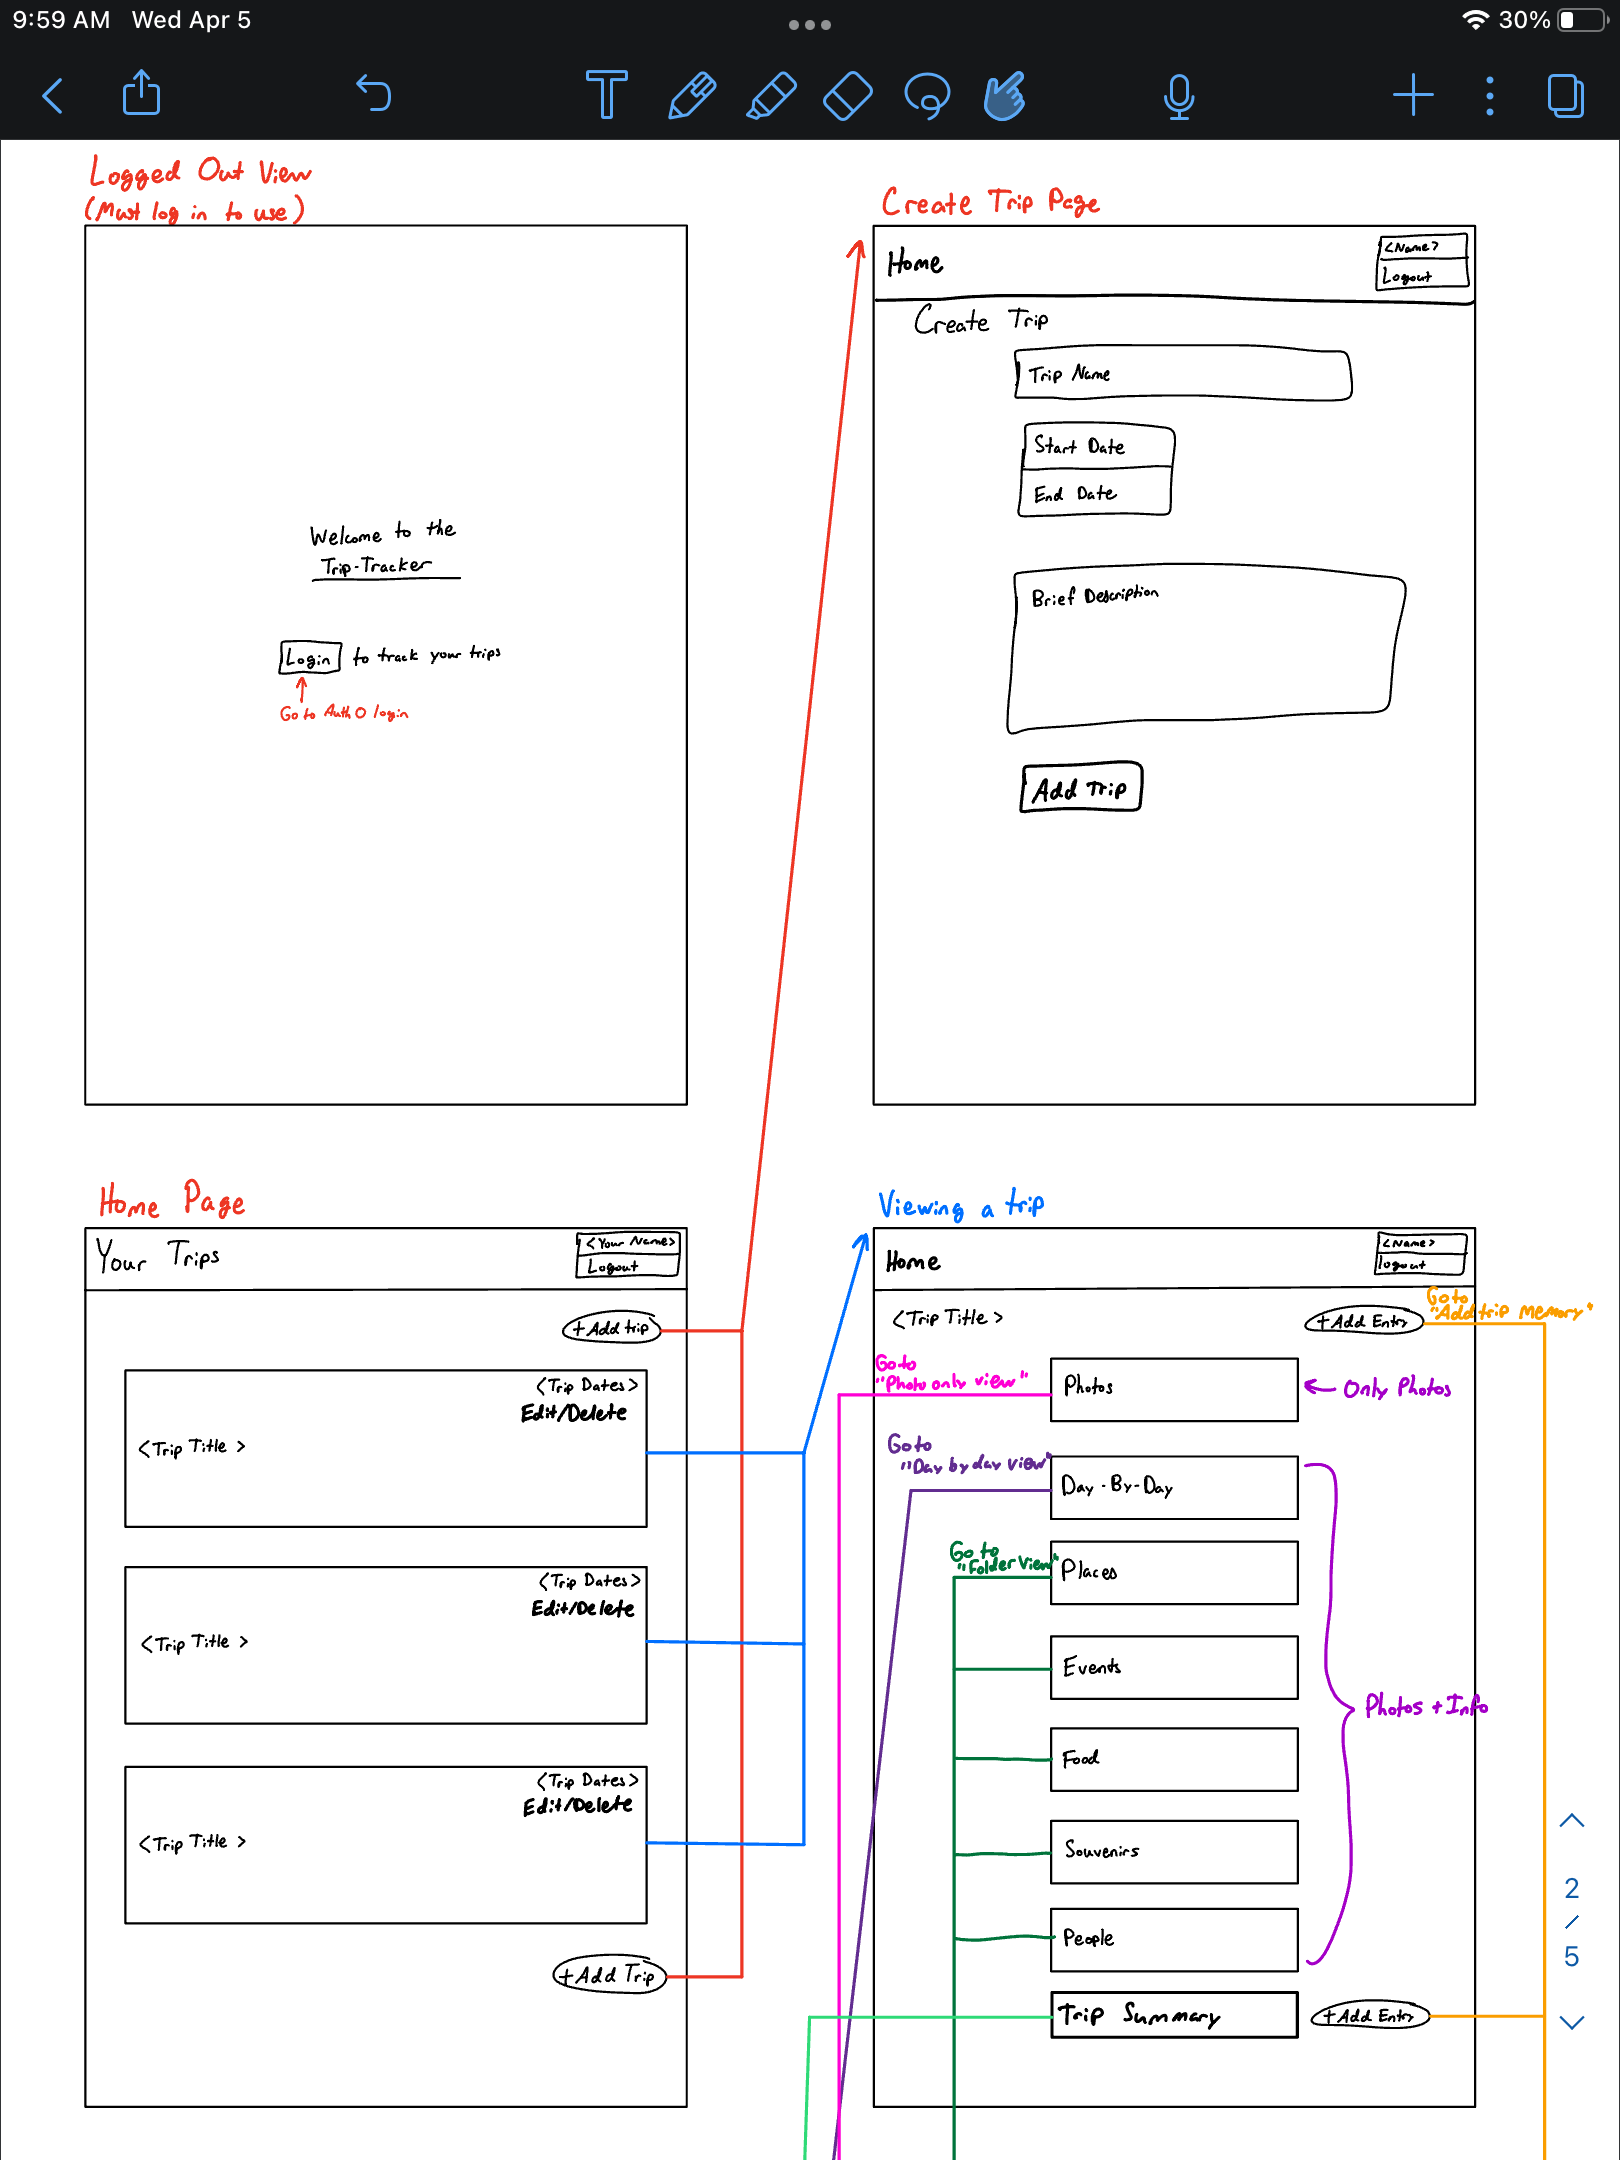 9:59 AM Wed Apr 5
30%
T
Logged Out View
(Must log in to use)
Welcome to the
Trip-Tracker
Login to track your trips
Go to Auth0 login
Create Trip Page
Home
<Name>
Logout
Create Trip
Trip Name
Start Date
End Date
Brief Description
Add Trip
Home Page
Your Trips
<Your Name>
Logout
+Add trip
<Trip Dates>
Edit/Delete
<Trip Title>
<Trip Dates>
Edit/Delete
<Trip Title>
<Trip Dates>
Edit/Delete
<Trip Title>
+Add Trip
Viewing a trip
Home
<Name>
logout
Go to
"Add trip memory"
<Trip Title>
+Add Entry
Go to
"Photo only view"
Photos
Only Photos
Go to
"Day by day view"
Day-By-Day
Go to
"Folder View"
Places
Events
Photos + Info
Food
Souvenirs
People
Trip Summary
+Add Entry
2
/
5